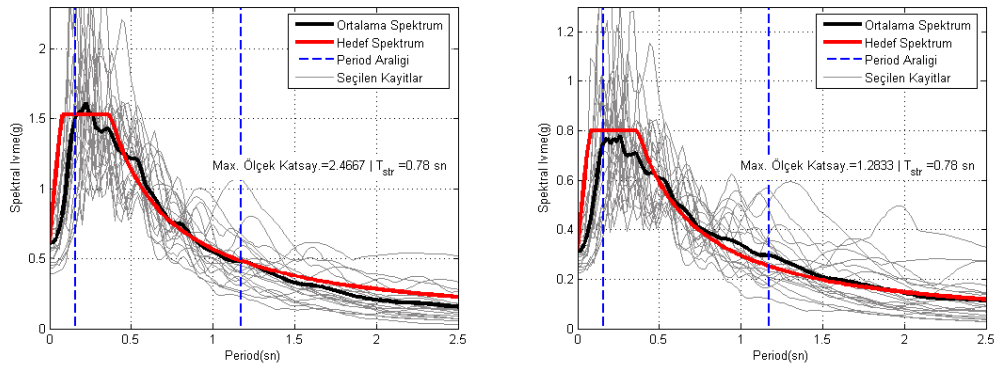 Ortalama Spektrum
Hedef Spektrum
Period Araligi
Seçilen Kayitlar
Max. Ölçek Katsay.=2.4667 | Tstr =0.78 sn
Spektral Ivme(g)
2
1.5
1
0.5
0
0 0.5 1 1.5 2 2.5
Period(sn)
Ortalama Spektrum
Hedef Spektrum
Period Araligi
Seçilen Kayitlar
Max. Ölçek Katsay.=1.2833 | Tstr =0.78 sn
Spektral Ivme(g)
1.2
1
0.8
0.6
0.4
0.2
0
0 0.5 1 1.5 2 2.5
Period(sn)